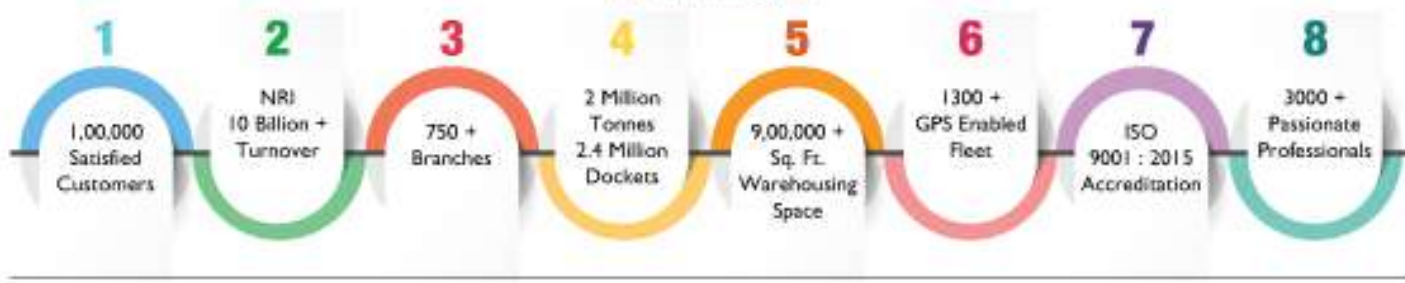 1
1,00,000
Satisfied
Customers
2
NRI
10 Billion +
Turnover
3
750 +
Branches
4
2 Million
Tonnes
2.4 Million
Dockets
5
9,00,000 +
Sq. Ft.
Warehousing
Space
6
1300 +
GPS Enabled
Fleet
7
ISO
9001 : 2015
Accreditation
8
3000 +
Passionate
Professionals